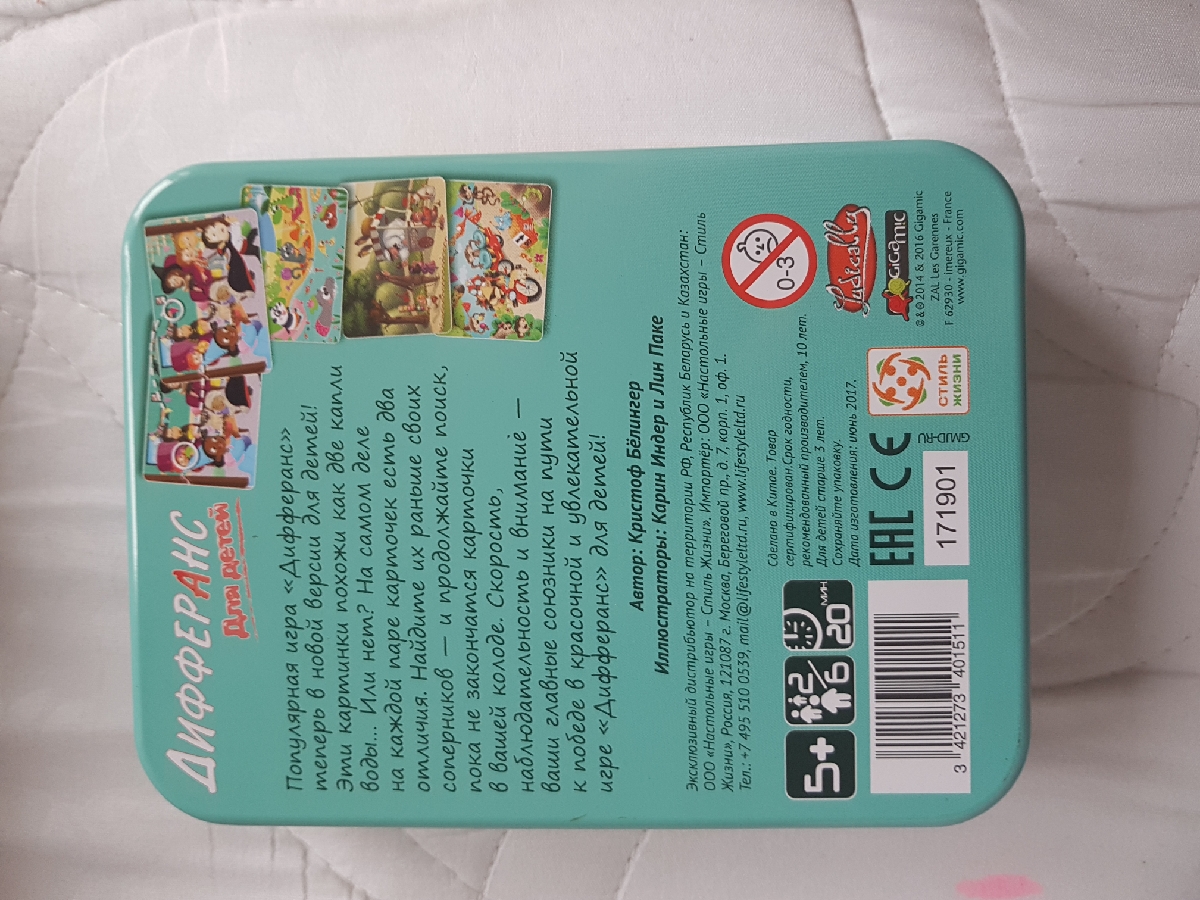 ДИФФЕРАНС
Для детей
Популярная игра «Дифферанс»
теперь в новой версии для детей!
Эти картинки похожи как две капли
воды... Или нет? На самом деле
на каждой паре карточек есть два
отличия. Найдите их раньше своих
соперников — и продолжайте поиск,
пока не закончатся карточки
в вашей колоде. Скорость,
наблюдательность и внимание —
ваши главные союзники на пути
к победе в красочной и увлекательной
игре «Дифферанс» для детей!
Автор: Кристоф Бёлингер
Иллюстраторы: Карин Индер и Лин Паке
Эксклюзивный дистрибьютор на территории РФ, Республик Беларусь и Казахстан:
ООО «Настольные игры – Стиль Жизни». Импортёр: ООО «Настольные игры – Стиль
Жизни», Россия, 121087 г. Москва, Береговой пр., д. 7, корп. 1, оф. 1.
Тел.: +7 495 510 0539, mail@lifestyleltd.ru, www.lifestyleltd.ru
5+
2/6
20 МИН
Сделано в Китае. Товар
сертифицирован. Срок годности,
рекомендованный производителем, 10 лет.
Для детей старше 3 лет.
Сохраняйте упаковку.
Дата изготовления: июнь 2017.
0-3
Ludically
GIGAMIC
© & ® 2014 & 2016 Gigamic
ZAL Les Garennes
F 62930 - Imereux - France
www.gigamic.com
EAC CE
GMJD-RU
171901
СТИЛЬ
ЖИЗНИ
3 421273 401511